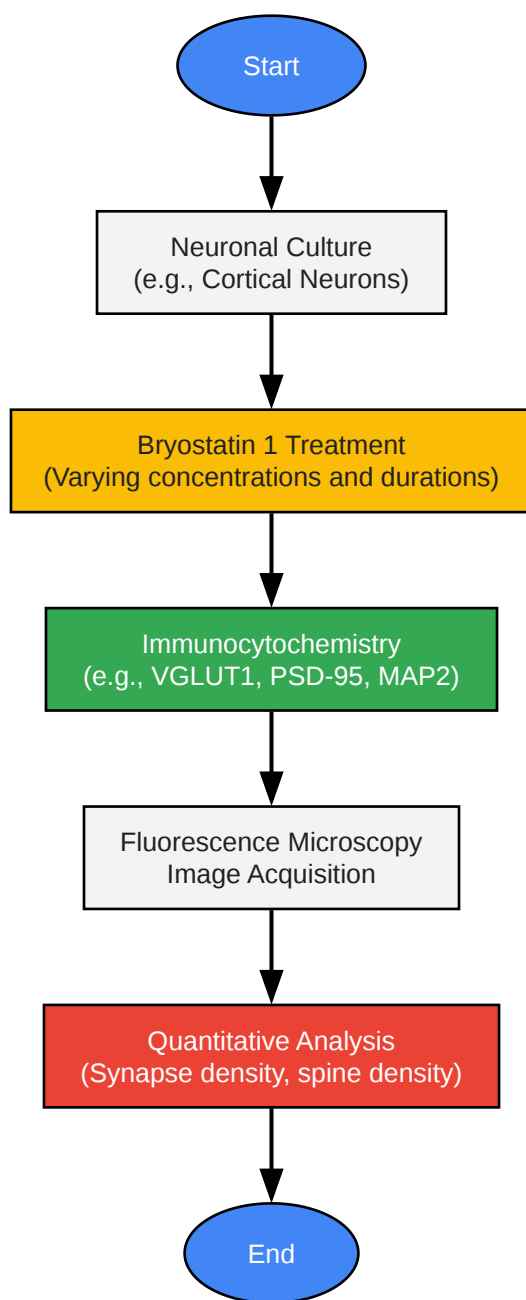 Start
Neuronal Culture
(e.g., Cortical Neurons)
Bryostatin 1 Treatment
(Varying concentrations and durations)
Immunocytochemistry
(e.g., VGLUT1, PSD-95, MAP2)
Fluorescence Microscopy
Image Acquisition
Quantitative Analysis
(Synapse density, spine density)
End